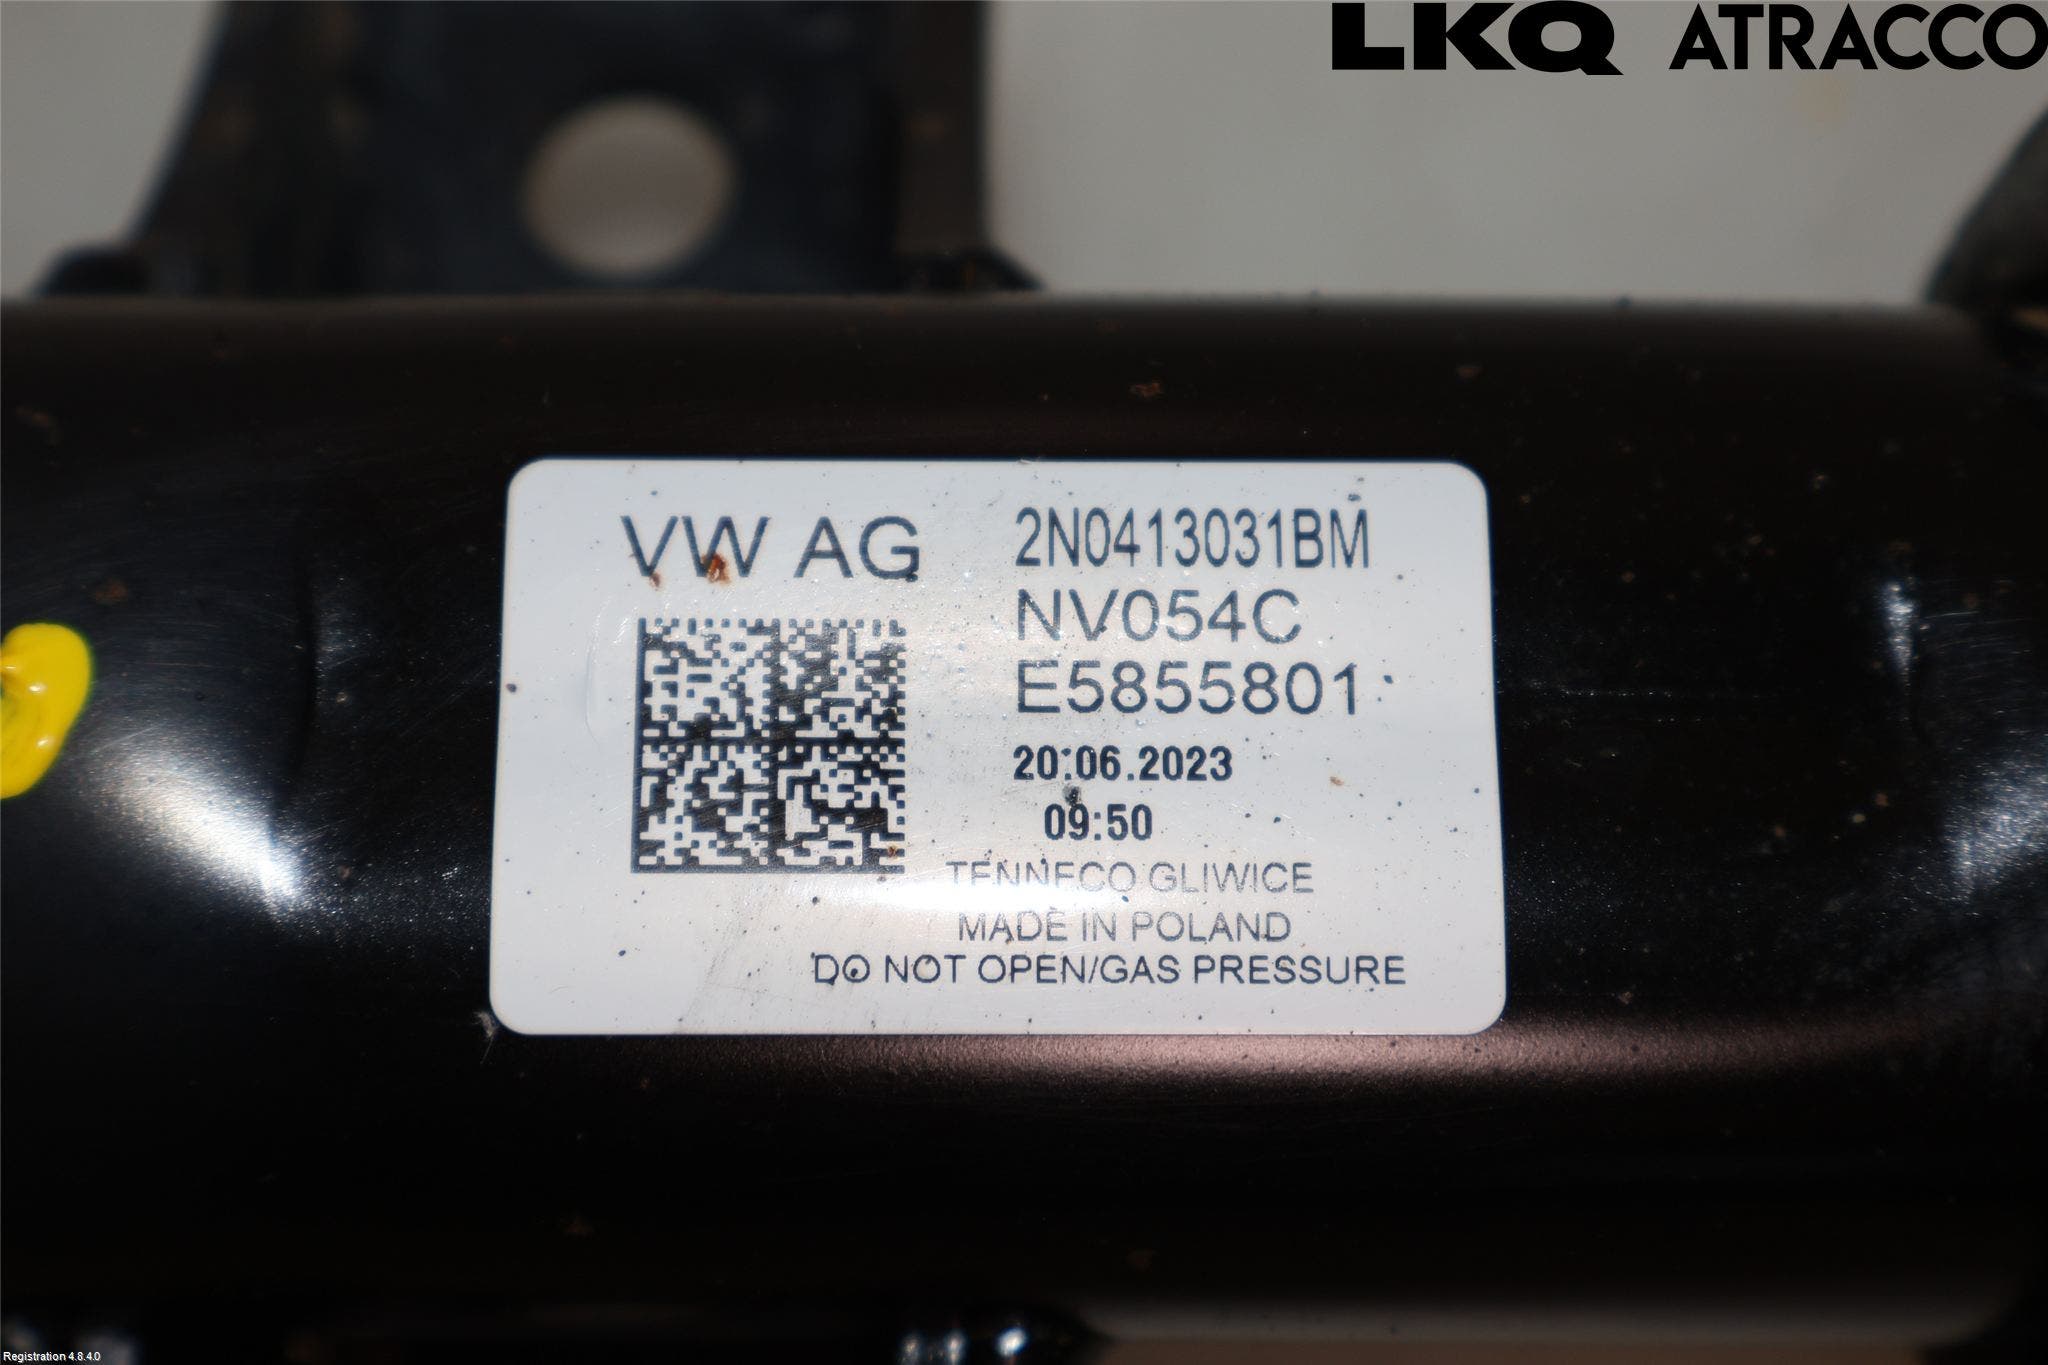 LKQ ATRACCO
VW AG
2N0413031BM
NV054C
E5855801
20.06.2023
09:50
TENNECO GLIWICE
MADE IN POLAND
DO NOT OPEN/GAS PRESSURE
Registration 4.8.4.0